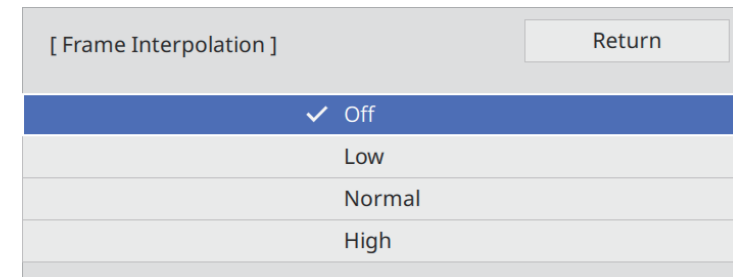 [ Frame Interpolation ]
Return
Off
Low
Normal
High